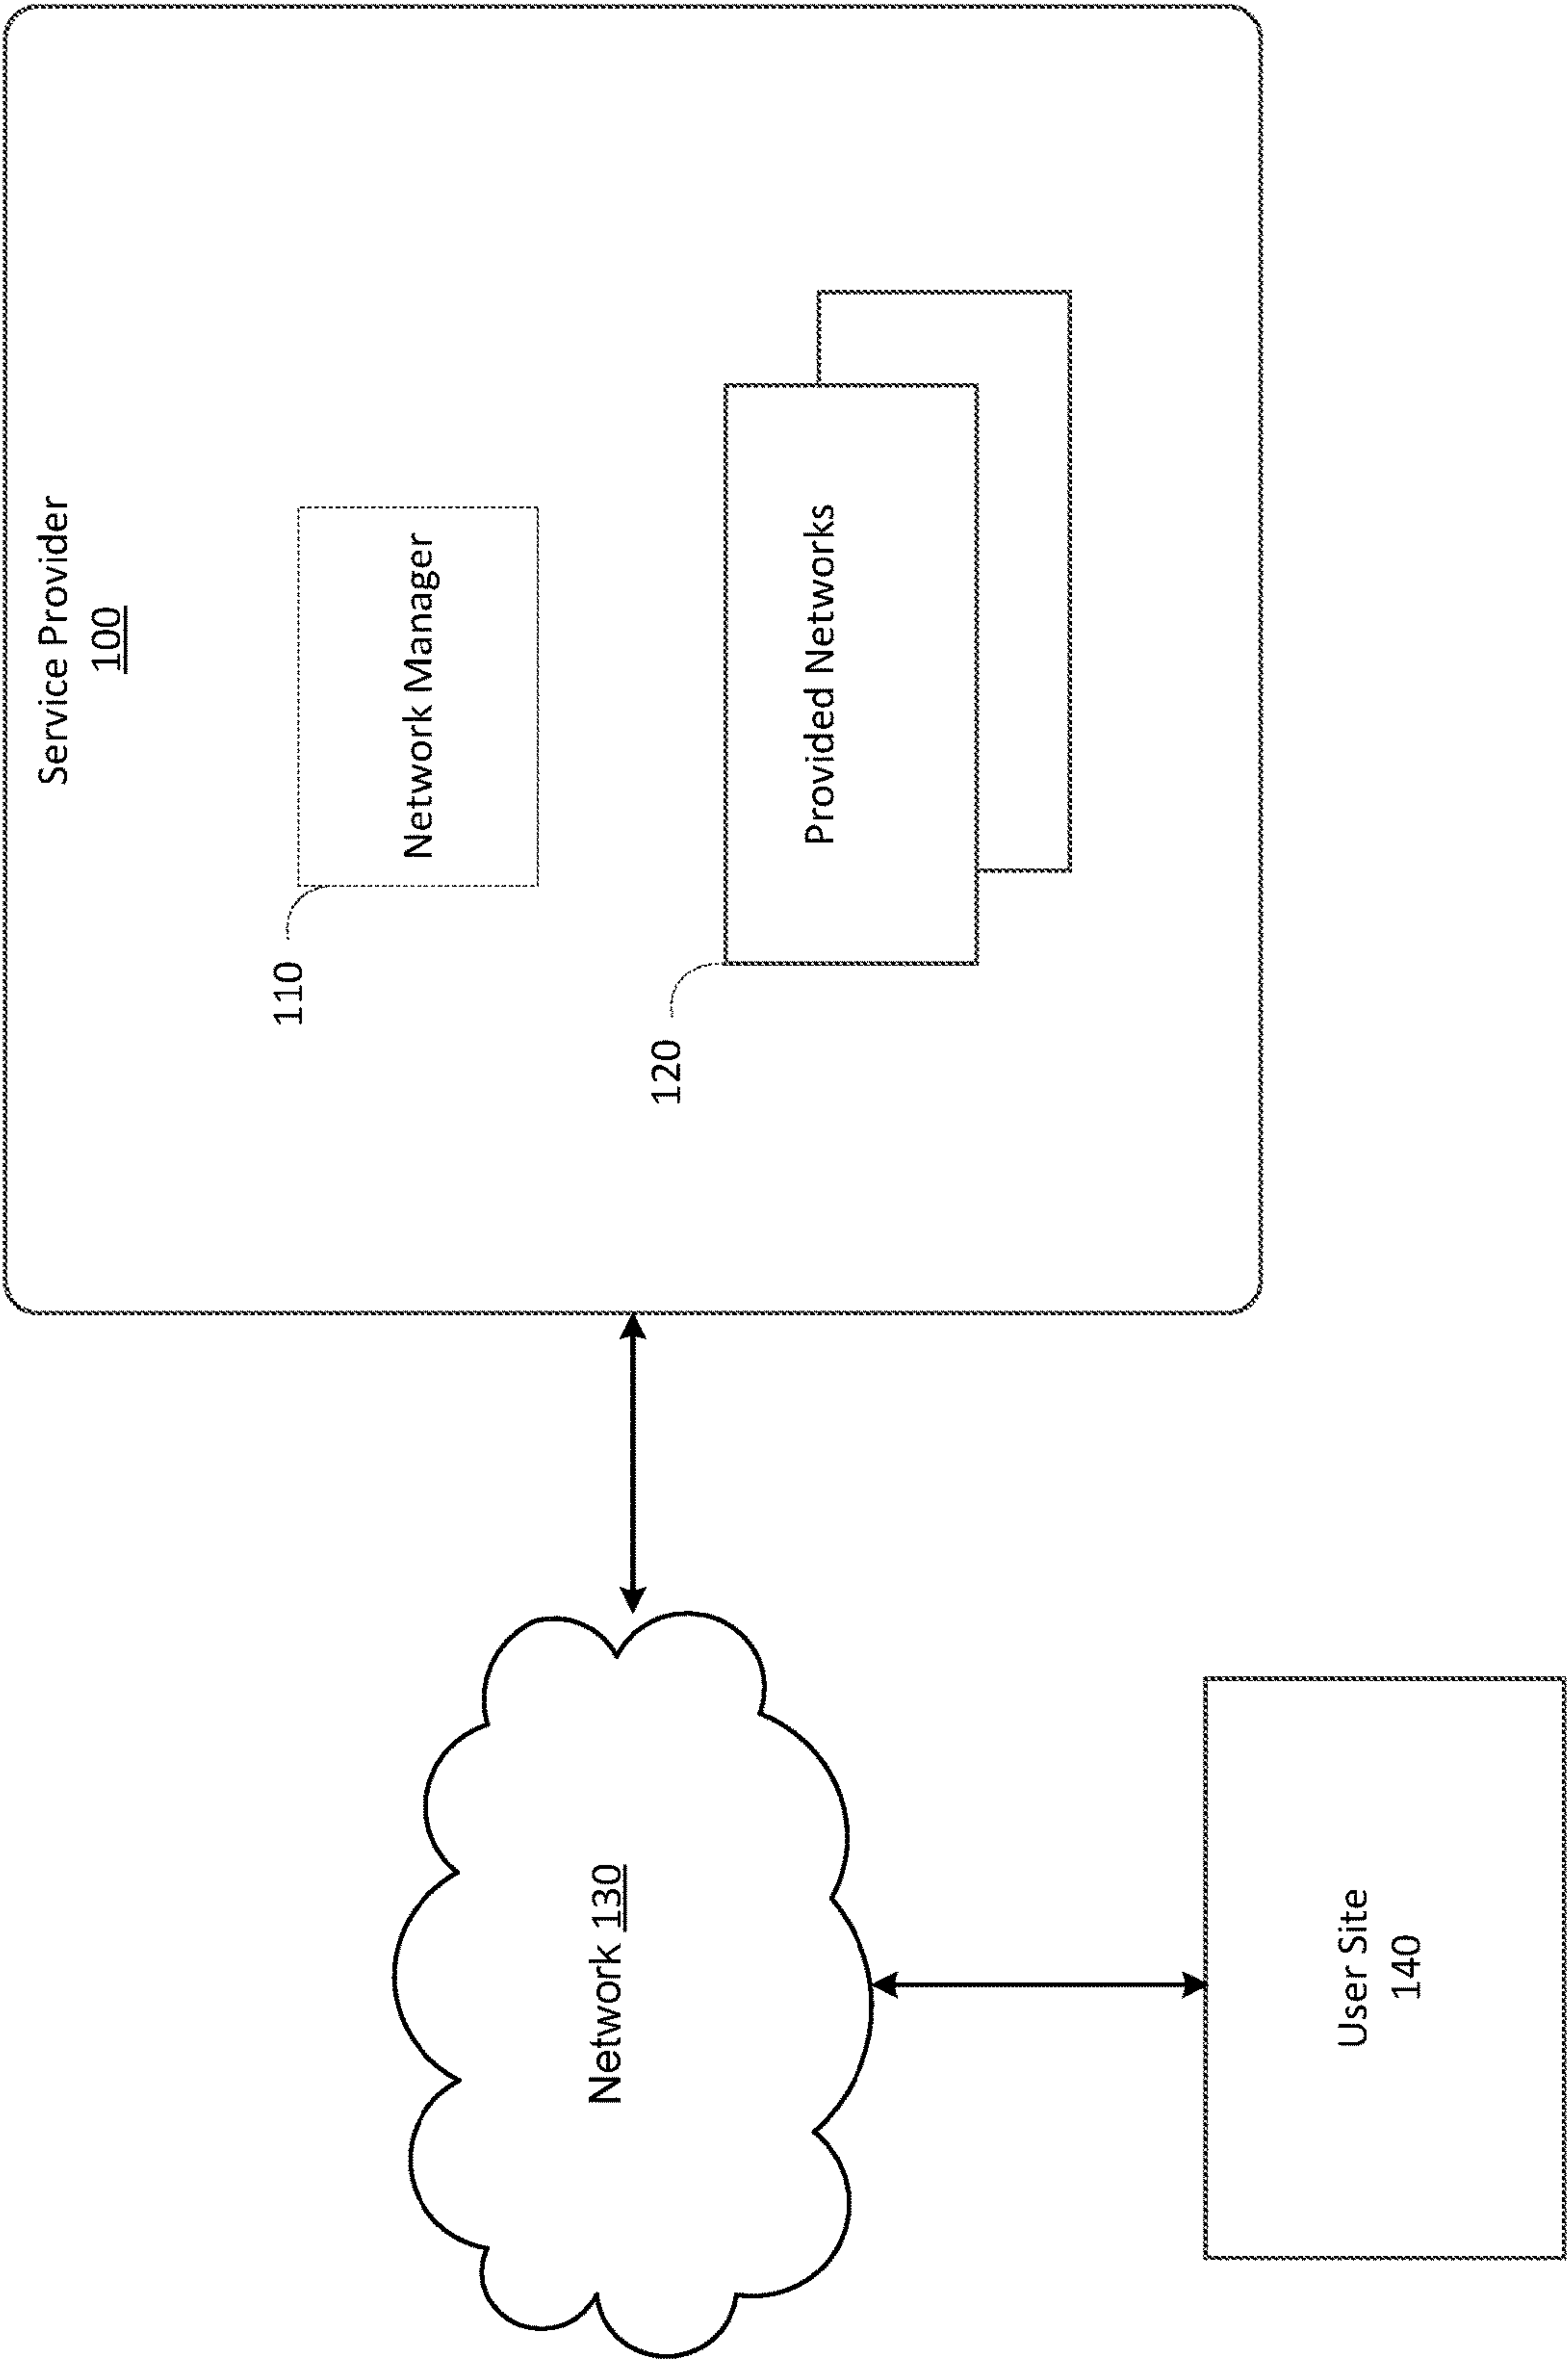 Service Provider
100
110
Network Manager
120
Provided Networks
Network 130
User Site
140